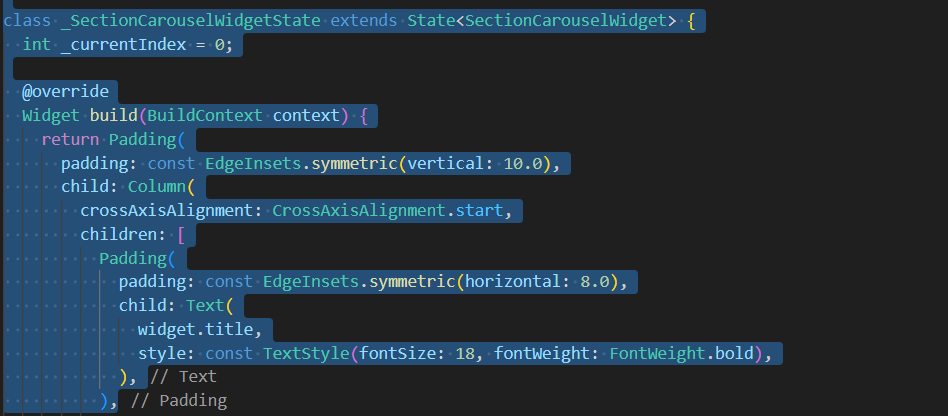 class _SectionCarouselWidgetState extends State<SectionCarouselWidget> {
  int _currentIndex = 0;

  @override
  Widget build(BuildContext context) {
    return Padding(
      padding: const EdgeInsets.symmetric(vertical: 10.0),
      child: Column(
        crossAxisAlignment: CrossAxisAlignment.start,
        children: [
          Padding(
            padding: const EdgeInsets.symmetric(horizontal: 8.0),
            child: Text(
              widget.title,
              style: const TextStyle(fontSize: 18, fontWeight: FontWeight.bold),
            ), // Text
          ), // Padding